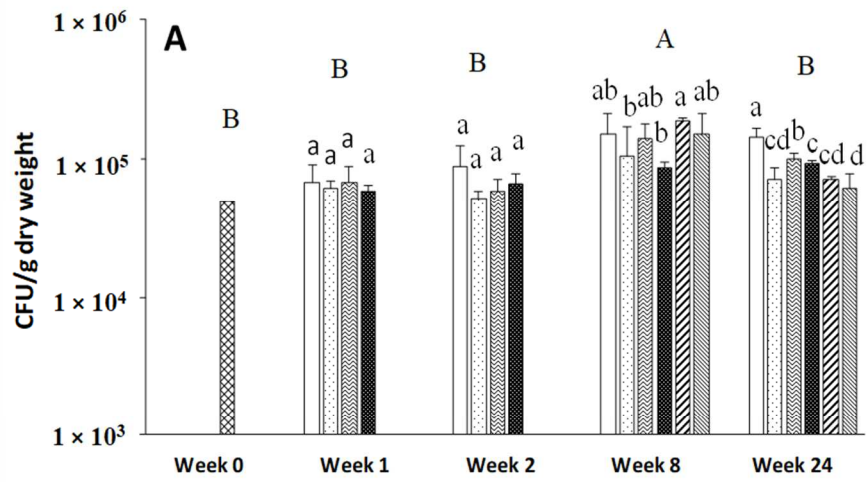 1 × 10⁶
A
A
B
B
B
B
ab
b
ab
b
a
ab
a
cd
b
c
cd
d
a
a
a
a
a
a
a
a
1 × 10⁵
1 × 10⁴
1 × 10³
CFU/g dry weight
Week 0
Week 1
Week 2
Week 8
Week 24